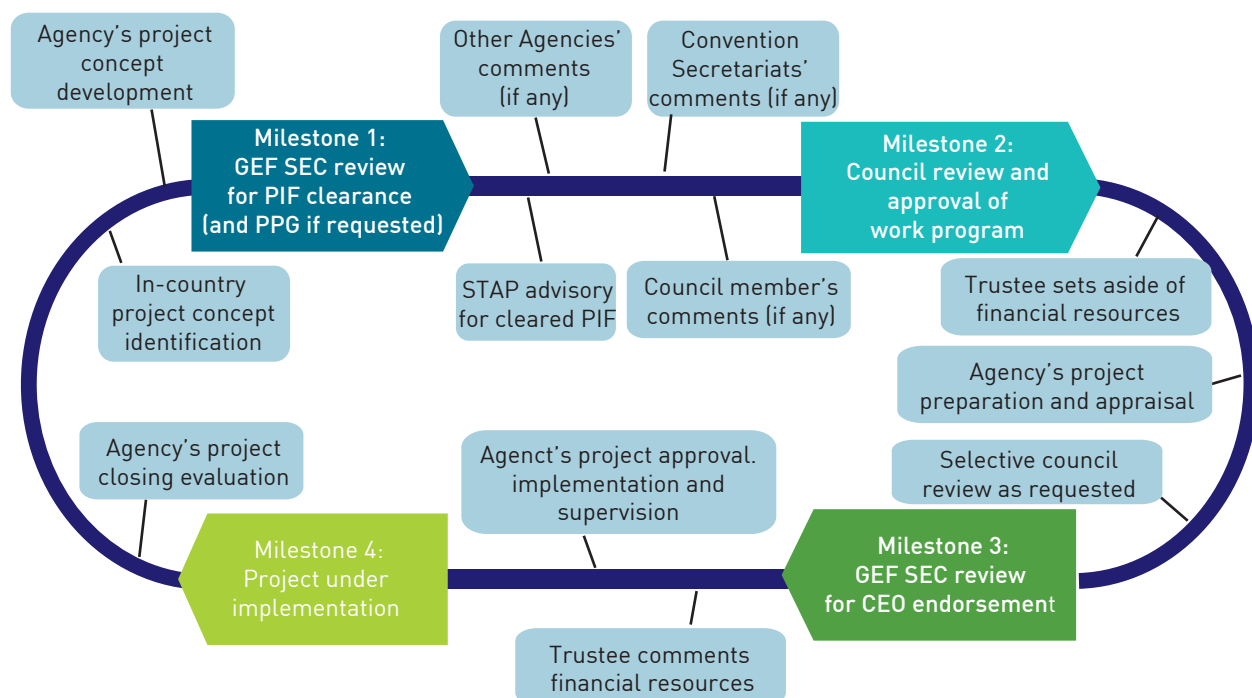 Agency's project
concept
development
Other Agencies'
comments
(if any)
Convention
Secretariats'
comments (if any)
Milestone 1:
GEF SEC review
for PIF clearance
(and PPG if requested)
Milestone 2:
Council review and
approval of
work program
In-country
project concept
identification
STAP advisory
for cleared PIF
Council member's
comments (if any)
Trustee sets aside of
financial resources
Agency's project
preparation and appraisal
Selective council
review as requested
Milestone 3:
GEF SEC review
for CEO endorsement
Agenct's project approval.
implementation and
supervision
Trustee comments
financial resources
Milestone 4:
Project under
implementation
Agency's project
closing evaluation